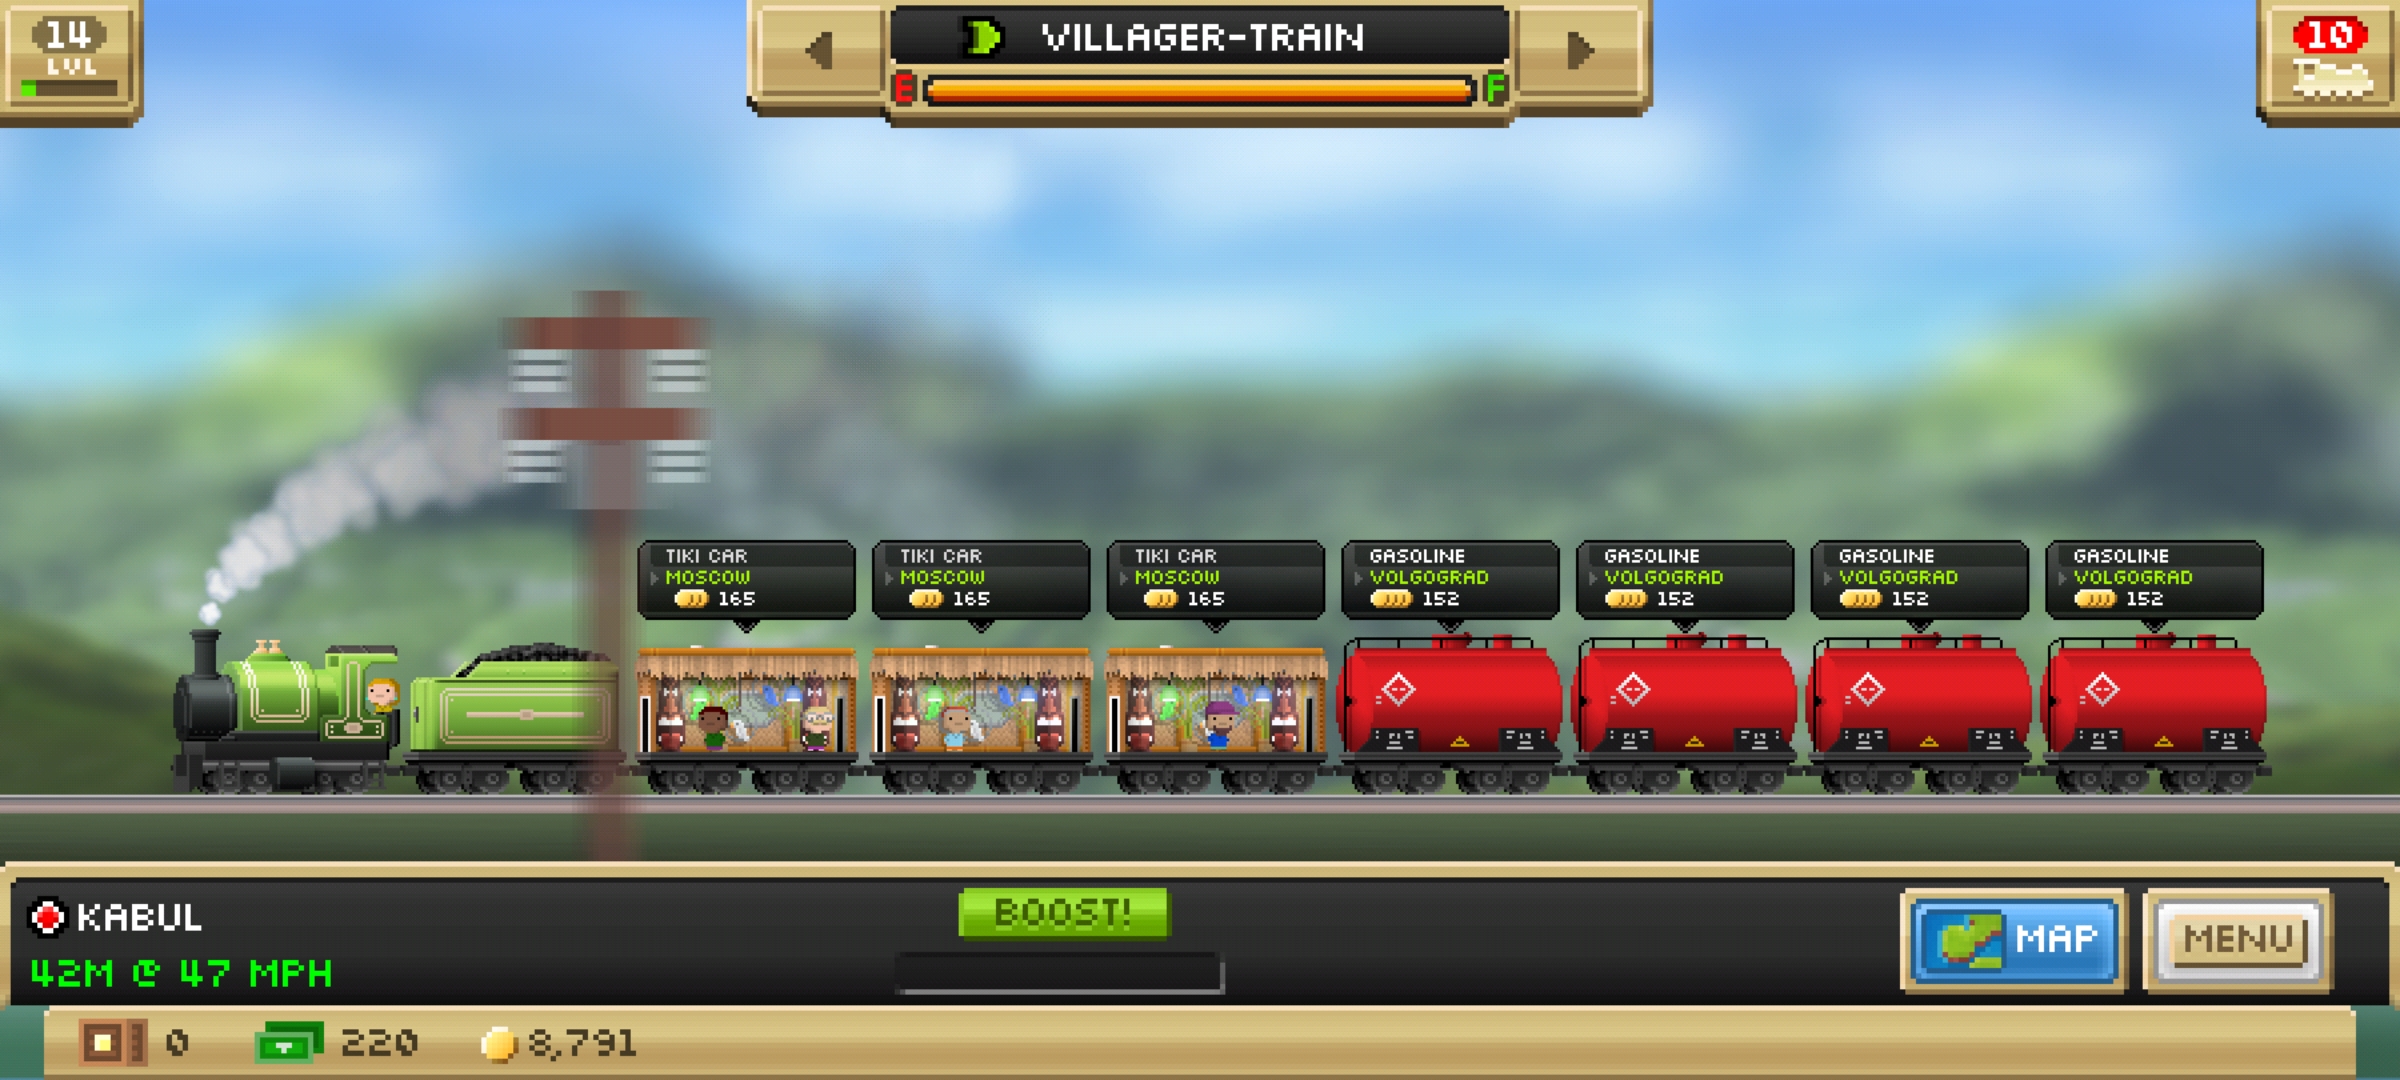 14
LVL
VILLAGER-TRAIN
E F
10
TIKI CAR
MOSCOW
165
TIKI CAR
MOSCOW
165
TIKI CAR
MOSCOW
165
GASOLINE
VOLGOGRAD
152
GASOLINE
VOLGOGRAD
152
GASOLINE
VOLGOGRAD
152
GASOLINE
VOLGOGRAD
152
KABUL
42M @ 47 MPH
BOOST!
MAP
MENU
0
220
8,791